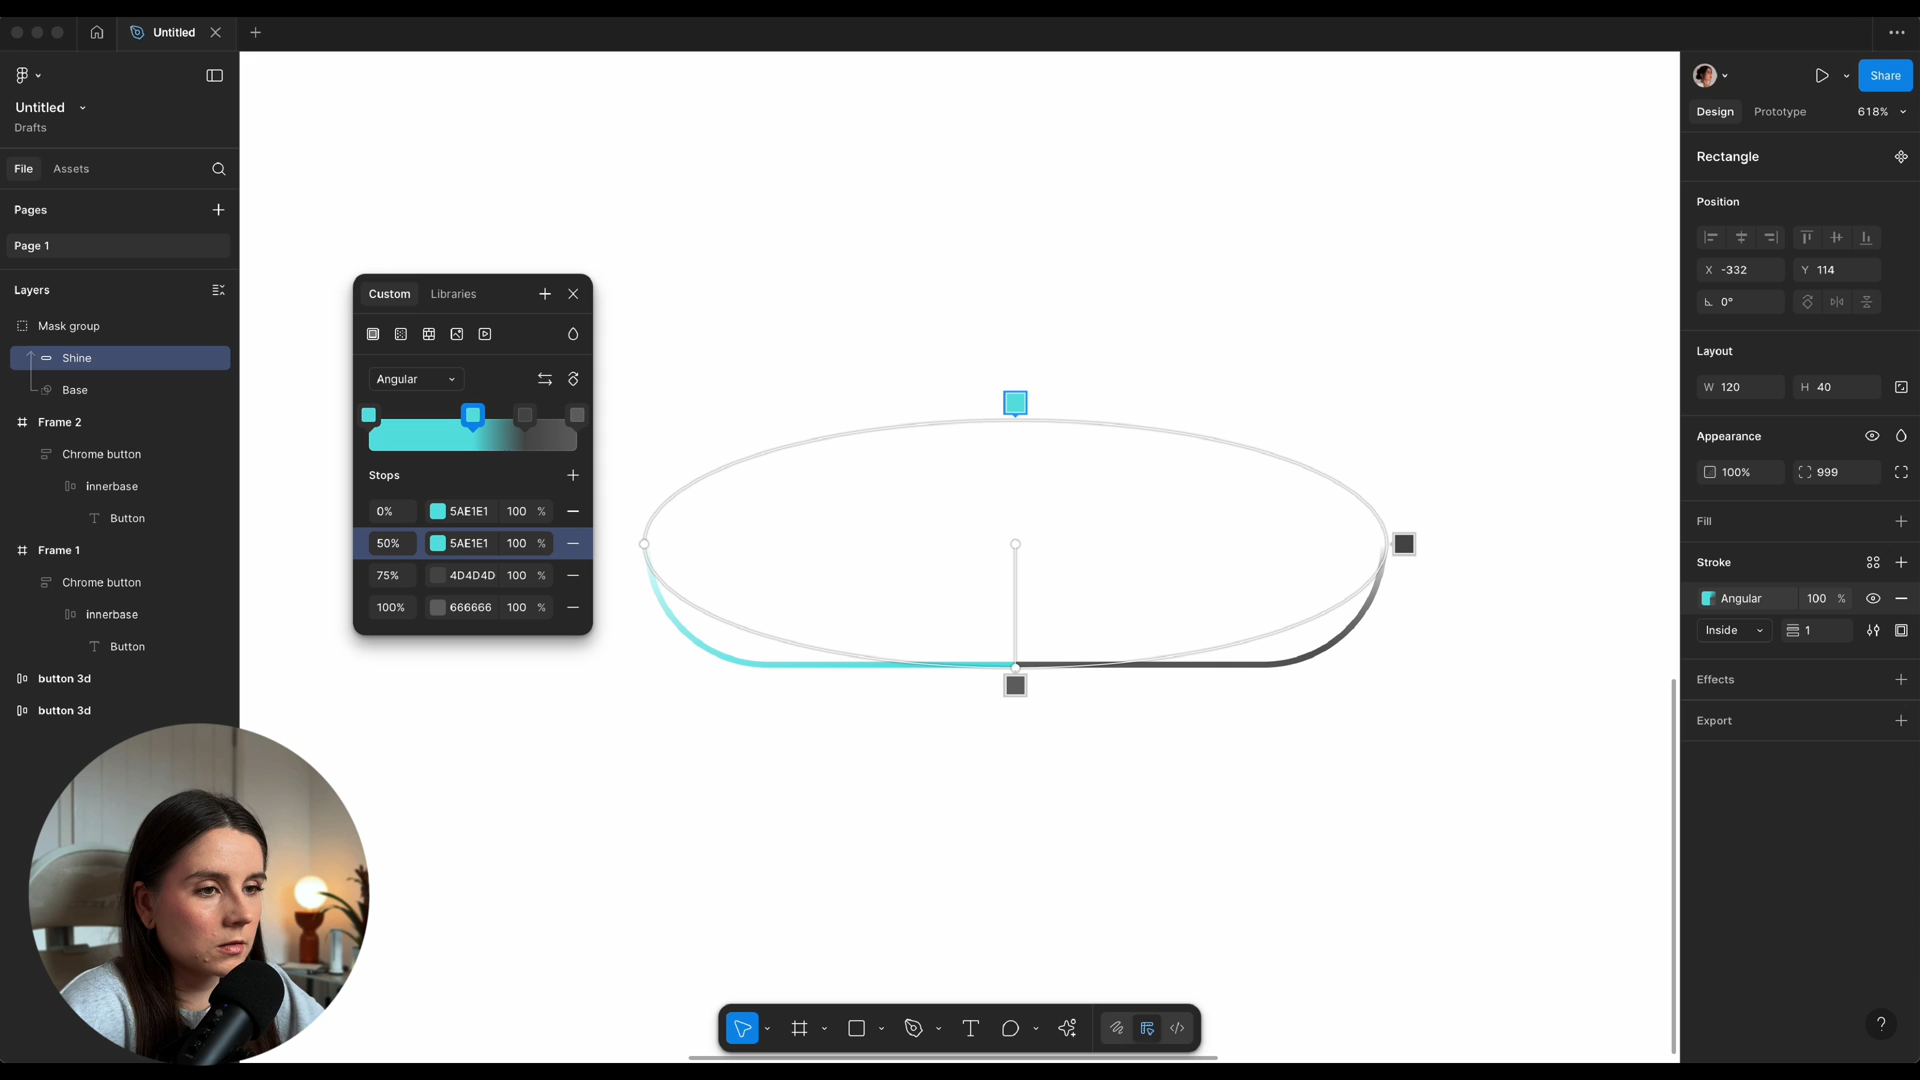 Untitled
Untitled
Drafts
File
Assets
Pages
Page 1
Layers
Mask group
Shine
Base
Frame 2
Chrome button
innerbase
Button
Frame 1
Chrome button
innerbase
Button
button 3d
button 3d
Custom
Libraries
Angular
Stops
0% 5AE1E1 100 %
50% 5AE1E1 100 %
75% 4D4D4D 100 %
100% 666666 100 %
Share
Design
Prototype
618%
Rectangle
Position
X -332
Y 114
0°
Layout
W 120
H 40
Appearance
100%
999
Fill
Stroke
Angular 100 %
Inside
1
Effects
Export
?